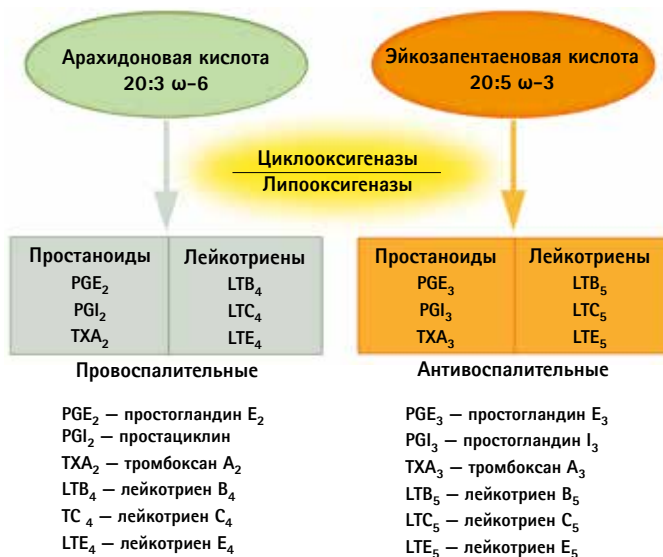 Арахидоновая кислота
20:3 ω-6
Эйкозапентаеновая кислота
20:5 ω-3
Циклооксигеназы
Липооксигеназы
Простаноиды
PGE₂
PGI₂
TXA₂
Лейкотриены
LTB₄
LTC₄
LTE₄
Провоспалительные
Простаноиды
PGE₃
PGI₃
TXA₃
Лейкотриены
LTB₅
LTC₅
LTE₅
Антивоспалительные
PGE₂ — простогландин E₂
PGI₂ — простациклин
TXA₂ — тромбоксан A₂
LTB₄ — лейкотриен B₄
TC ₄ — лейкотриен C₄
LTE₄ — лейкотриен E₄
PGE₃ — простогландин E₃
PGI₃ — простогландин I₃
TXA₃ — тромбоксан A₃
LTB₅ — лейкотриен B₅
LTC₅ — лейкотриен C₅
LTE₅ — лейкотриен E₅